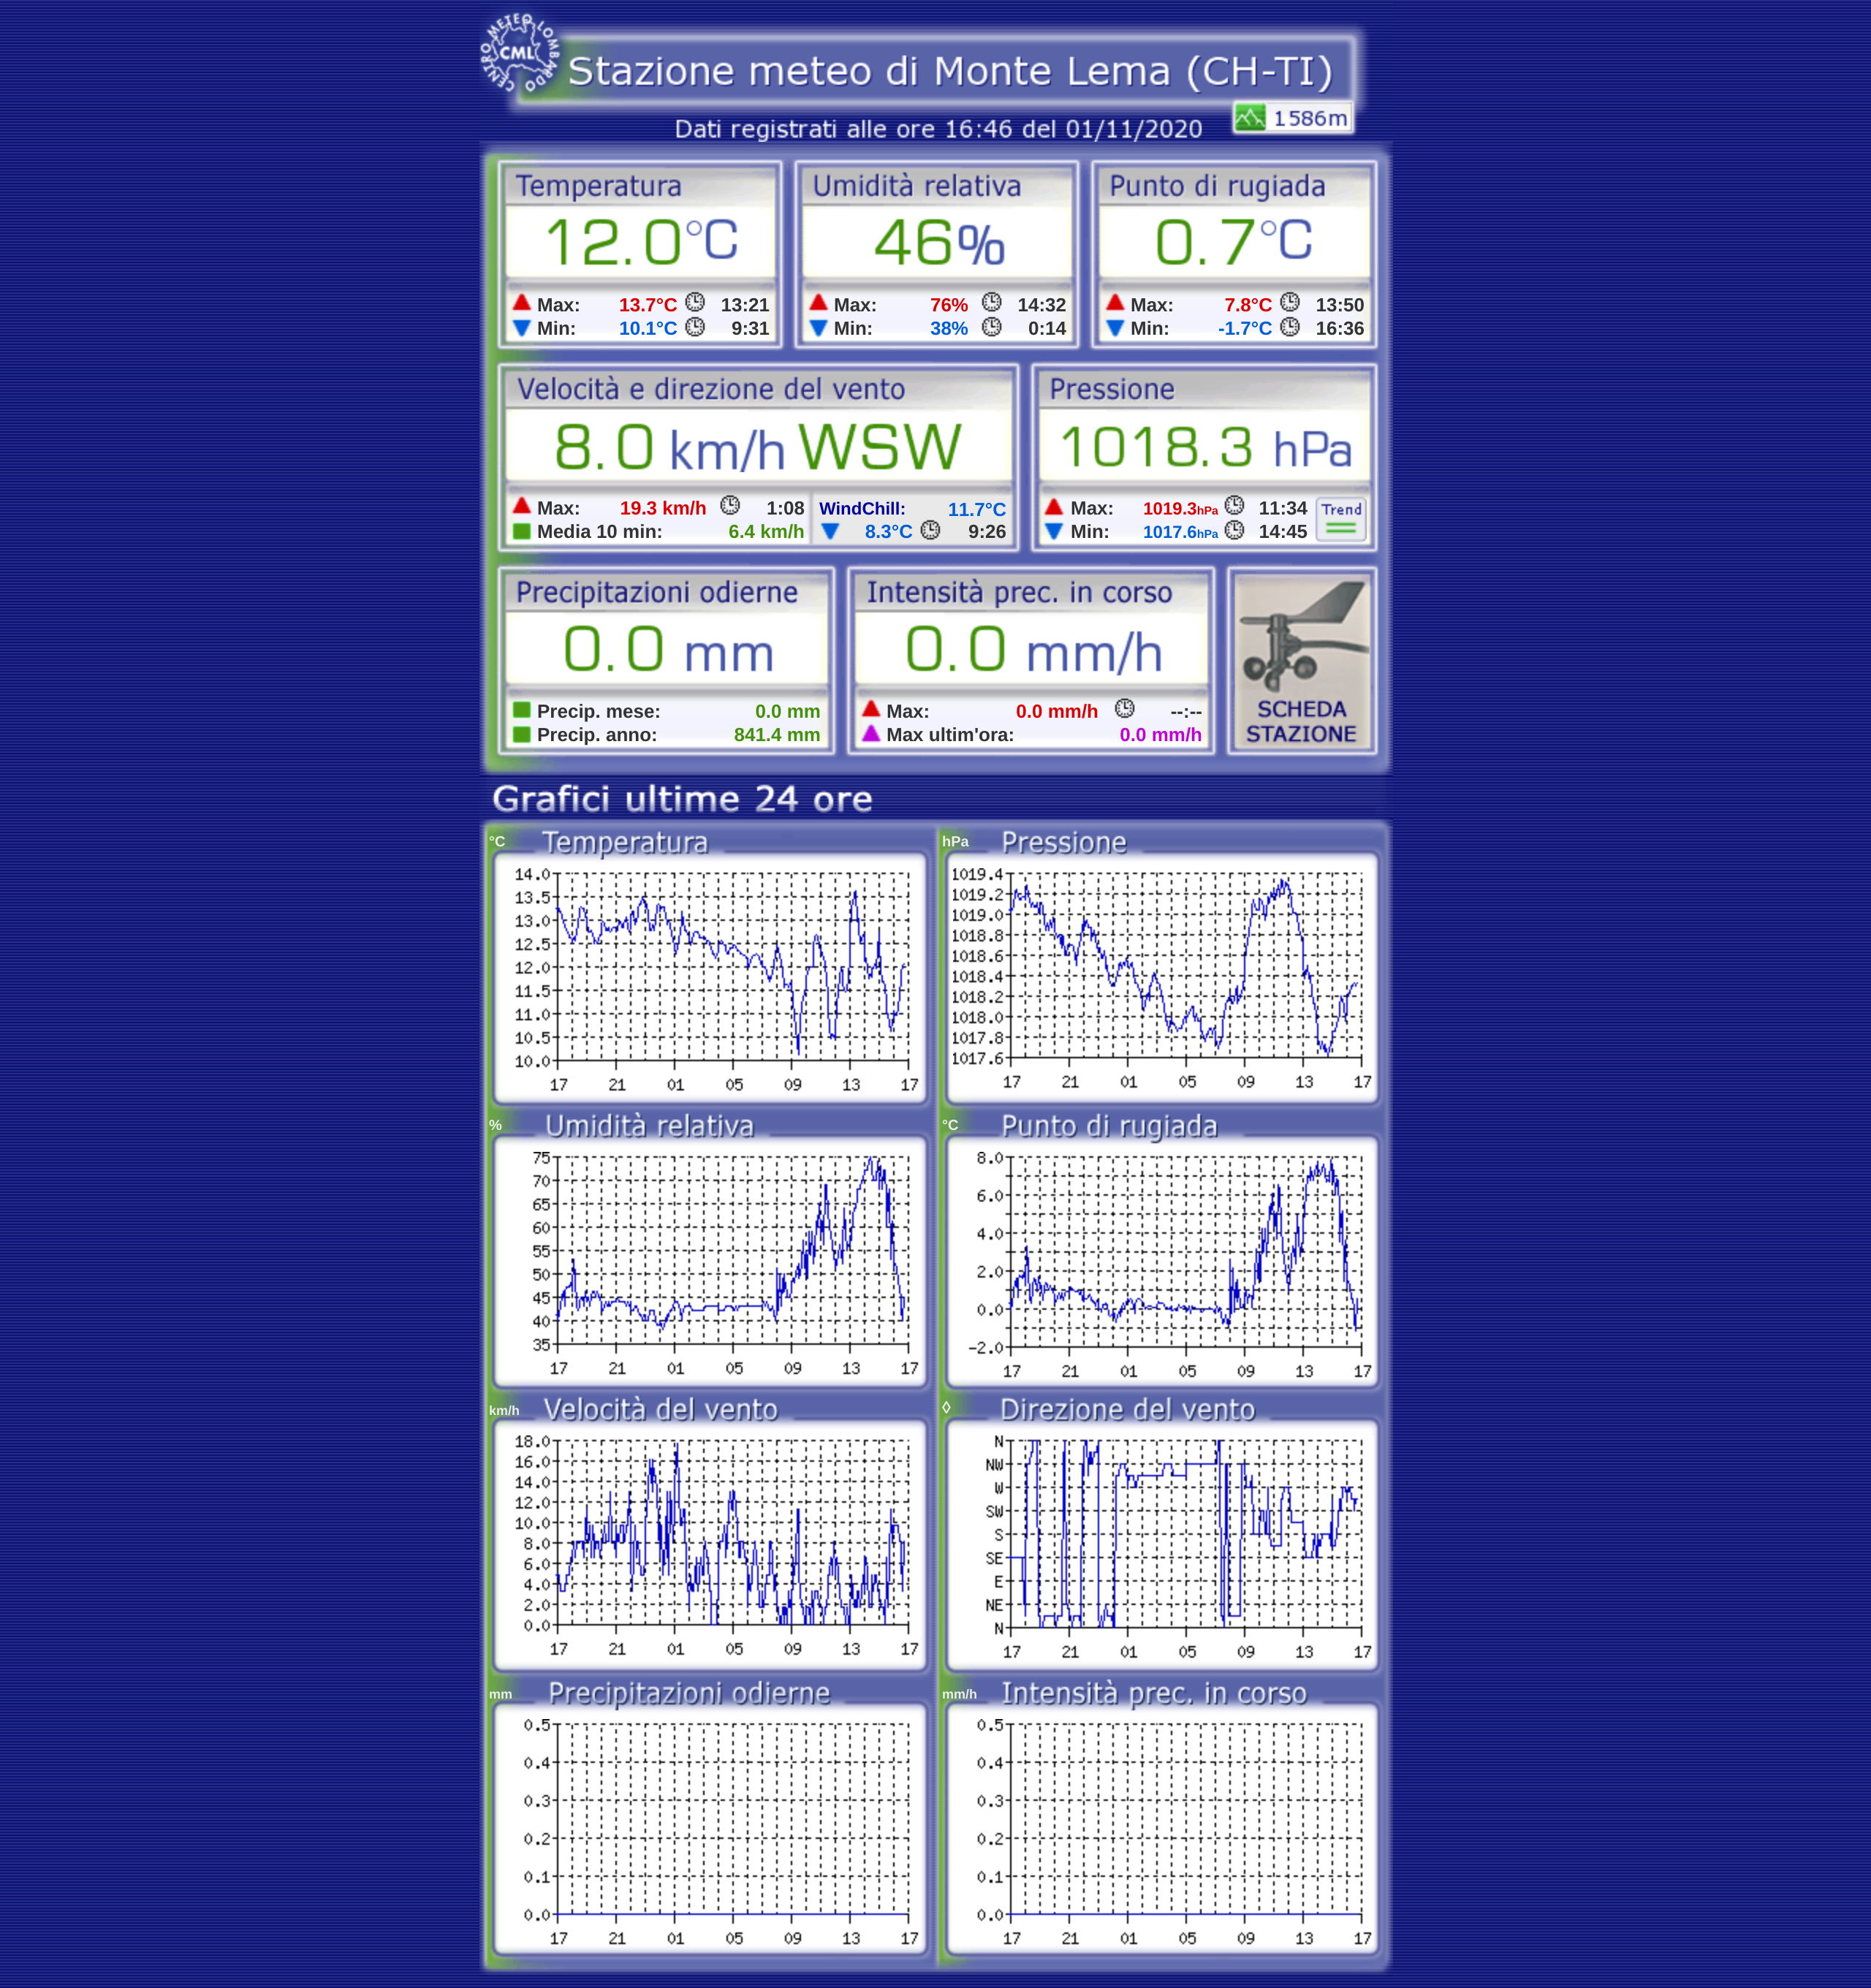 CENTRO METEO LOMBARDO
CML
Stazione meteo di Monte Lema (CH-TI)
1586m
Dati registrati alle ore 16:46 del 01/11/2020
Temperatura Umidità relativa Punto di rugiada
12.0°C 46% 0.7°C
Max: 13.7°C 13:21 Max: 76% 14:32 Max: 7.8°C 13:50
Min: 10.1°C 9:31 Min: 38% 0:14 Min: -1.7°C 16:36
Velocità e direzione del vento Pressione
8.0 km/h WSW 1018.3 hPa
Max: 19.3 km/h 1:08 WindChill: 11.7°C Max: 1019.3hPa 11:34 Trend
Media 10 min: 6.4 km/h 8.3°C 9:26 Min: 1017.6hPa 14:45
Precipitazioni odierne Intensità prec. in corso
0.0 mm 0.0 mm/h
Precip. mese: 0.0 mm Max: 0.0 mm/h --:-- SCHEDA
Precip. anno: 841.4 mm Max ultim'ora: 0.0 mm/h STAZIONE
Grafici ultime 24 ore
°C Temperatura
14.0
13.5
13.0
12.5
12.0
11.5
11.0
10.5
10.0
17 21 01 05 09 13 17
hPa Pressione
1019.4
1019.2
1019.0
1018.8
1018.6
1018.4
1018.2
1018.0
1017.8
1017.6
17 21 01 05 09 13 17
% Umidità relativa
75
70
65
60
55
50
45
40
35
17 21 01 05 09 13 17
°C Punto di rugiada
8.0
6.0
4.0
2.0
0.0
-2.0
17 21 01 05 09 13 17
km/h Velocità del vento
18.0
16.0
14.0
12.0
10.0
8.0
6.0
4.0
2.0
0.0
17 21 01 05 09 13 17
◊ Direzione del vento
N
NW
W
SW
S
SE
E
NE
N
17 21 01 05 09 13 17
mm Precipitazioni odierne
0.5
0.4
0.3
0.2
0.1
0.0
17 21 01 05 09 13 17
mm/h Intensità prec. in corso
0.5
0.4
0.3
0.2
0.1
0.0
17 21 01 05 09 13 17